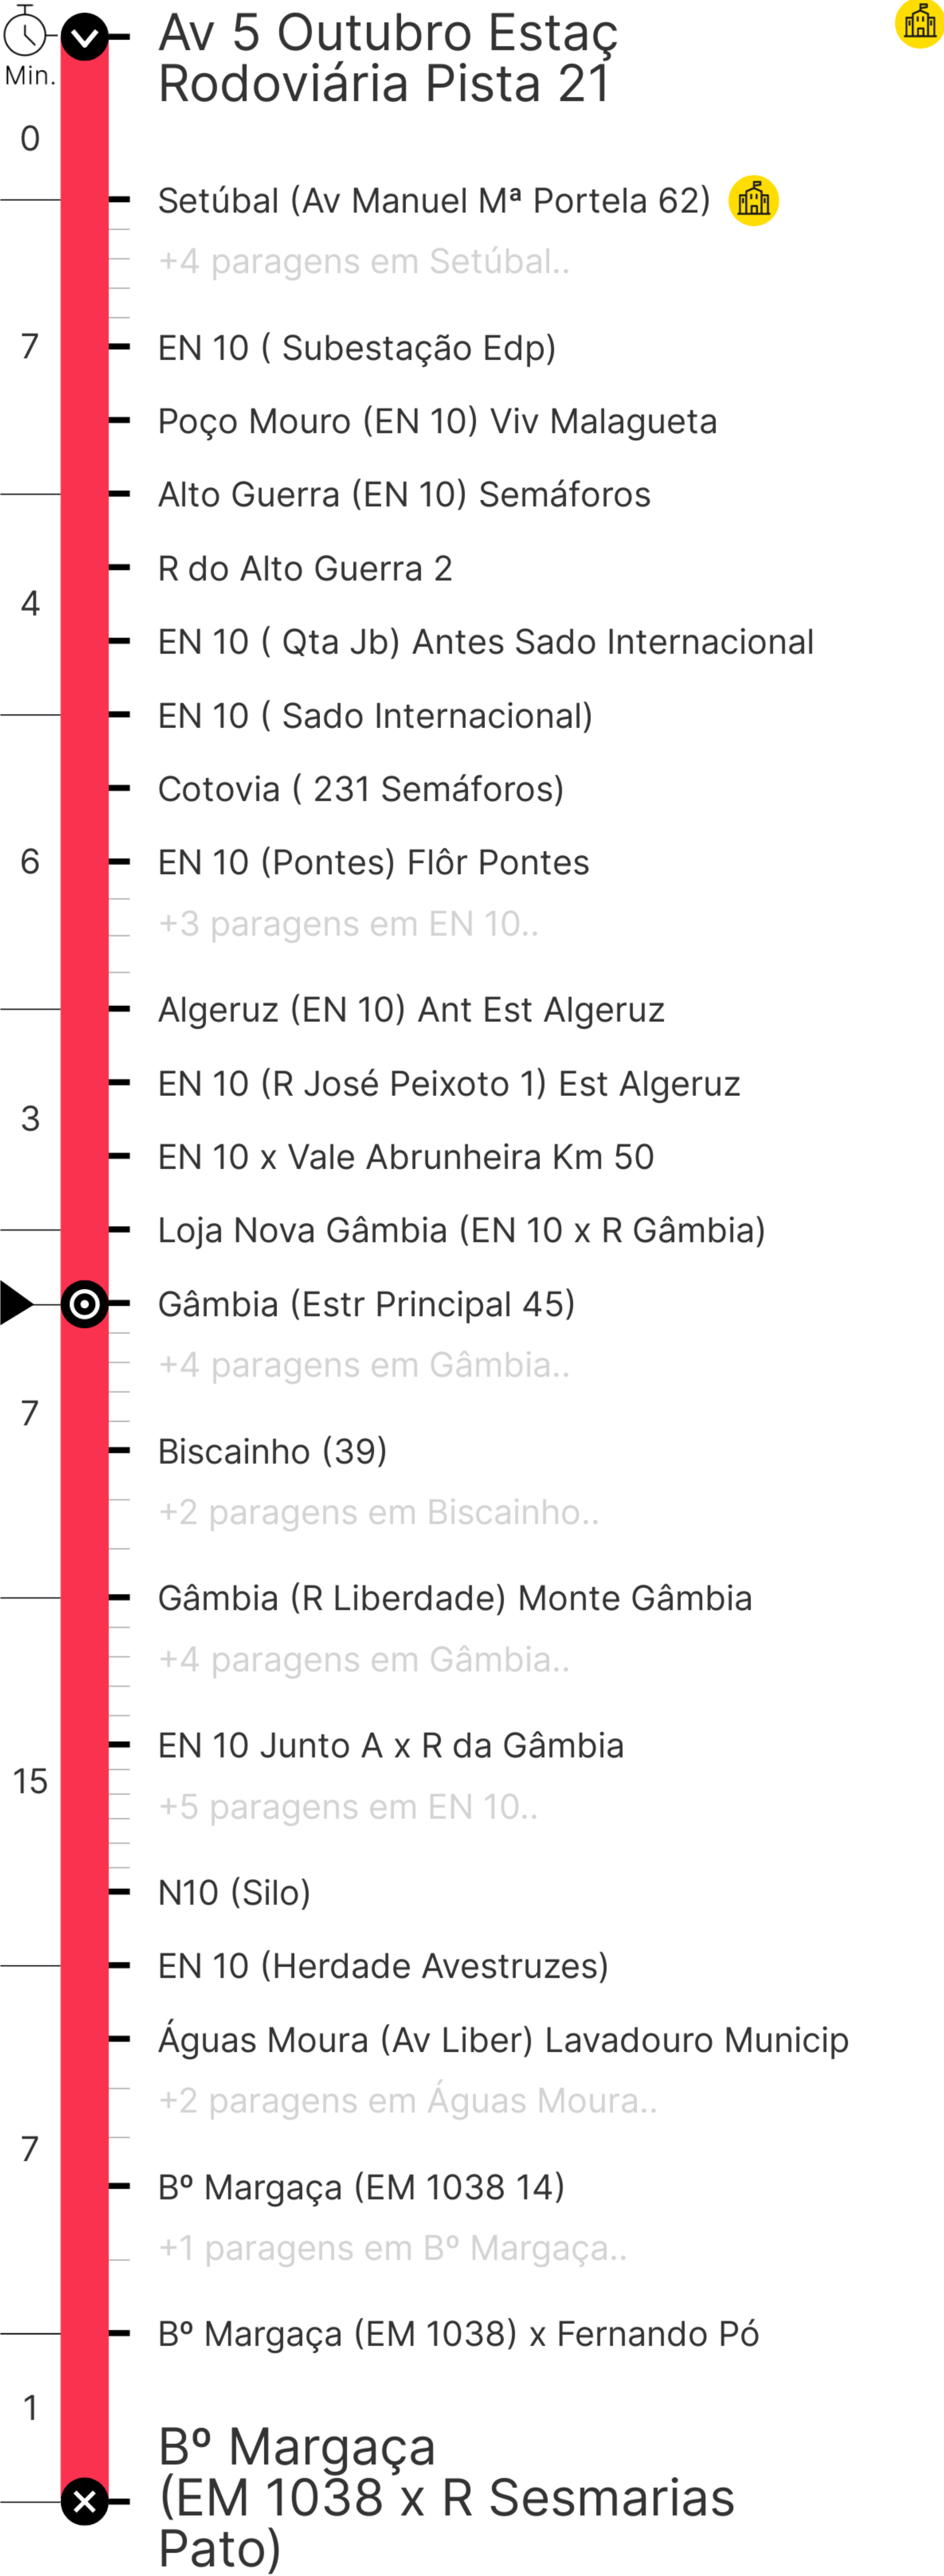 Av 5 Outubro Estaç
Rodoviária Pista 21
Min.
0
Setúbal (Av Manuel Mª Portela 62)
+4 paragens em Setúbal..
7
EN 10 ( Subestação Edp)
Poço Mouro (EN 10) Viv Malagueta
Alto Guerra (EN 10) Semáforos
R do Alto Guerra 2
4
EN 10 ( Qta Jb) Antes Sado Internacional
EN 10 ( Sado Internacional)
Cotovia ( 231 Semáforos)
6
EN 10 (Pontes) Flôr Pontes
+3 paragens em EN 10..
Algeruz (EN 10) Ant Est Algeruz
EN 10 (R José Peixoto 1) Est Algeruz
3
EN 10 x Vale Abrunheira Km 50
Loja Nova Gâmbia (EN 10 x R Gâmbia)
Gâmbia (Estr Principal 45)
+4 paragens em Gâmbia..
7
Biscainho (39)
+2 paragens em Biscainho..
Gâmbia (R Liberdade) Monte Gâmbia
+4 paragens em Gâmbia..
EN 10 Junto A x R da Gâmbia
15
+5 paragens em EN 10..
N10 (Silo)
EN 10 (Herdade Avestruzes)
Águas Moura (Av Liber) Lavadouro Municip
+2 paragens em Águas Moura..
7
Bº Margaça (EM 1038 14)
+1 paragens em Bº Margaça..
Bº Margaça (EM 1038) x Fernando Pó
1
Bº Margaça
(EM 1038 x R Sesmarias
Pato)